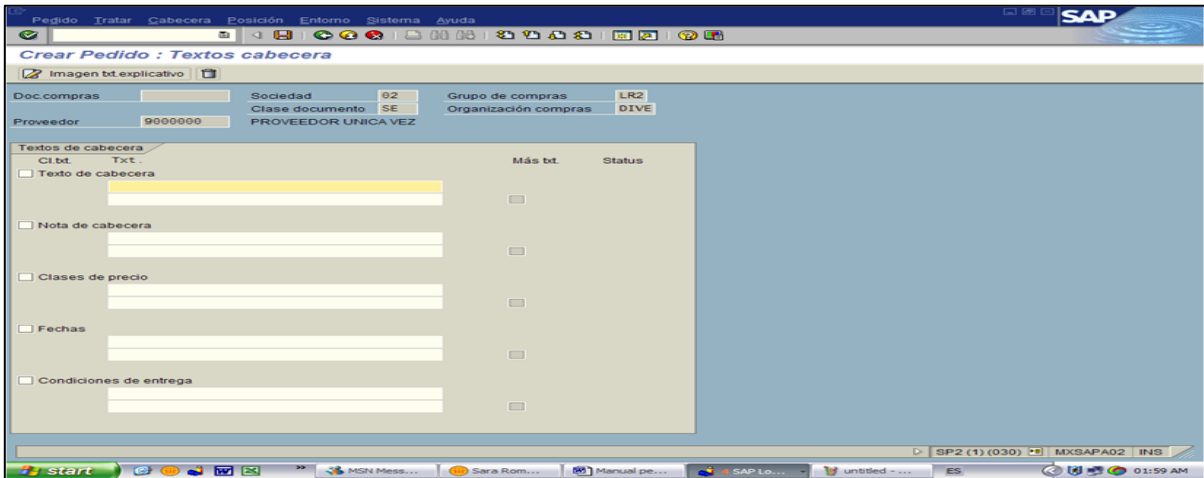 Pedido Tratar Cabecera Posición Entorno Sistema Ayuda
SAP
Crear Pedido : Textos cabecera
Imagen txt.explicativo
Doc.compras Sociedad 02 Grupo de compras LR2
Clase documento SE Organización compras DIVE
Proveedor 9000000 PROVEEDOR UNICA VEZ
Textos de cabecera
Cl.txt. Txt. Más txt. Status
Texto de cabecera
Nota de cabecera
Clases de precio
Fechas
Condiciones de entrega
SP2 (1) (030) MXSAPA02 INS
start MSN Mess... Sara Rom... Manual pe... SAP Lo... untitled - ... ES 01:59 AM